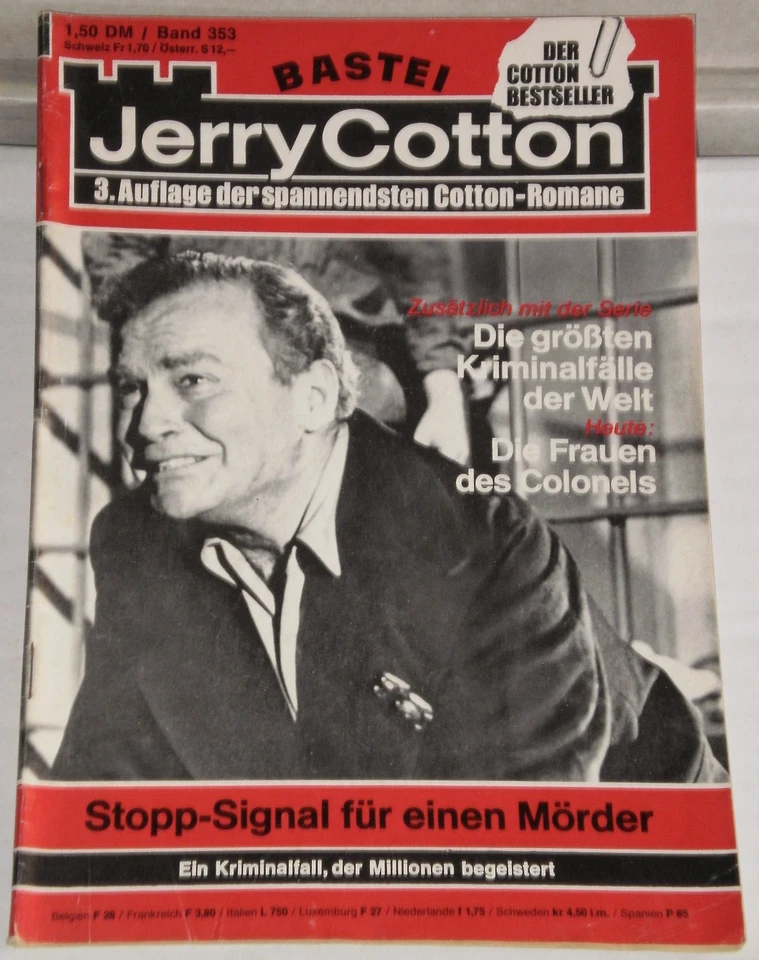 1,50 DM / Band 353
Schweiz Fr 1,70 / Österr. S 12,–
BASTEI
DER
COTTON
BESTSELLER
Jerry Cotton
3. Auflage der spannendsten Cotton-Romane
Zusätzlich mit der Serie
Die größten
Kriminalfälle
der Welt
Heute:
Die Frauen
des Colonels
Stopp-Signal für einen Mörder
Ein Kriminalfall, der Millionen begeistert
Belgien F 28 / Frankreich F 3,80 / Italien L 750 / Luxemburg F 27 / Niederlande f 1,75 / Schweden kr 4,50 i.m. / Spanien P 65